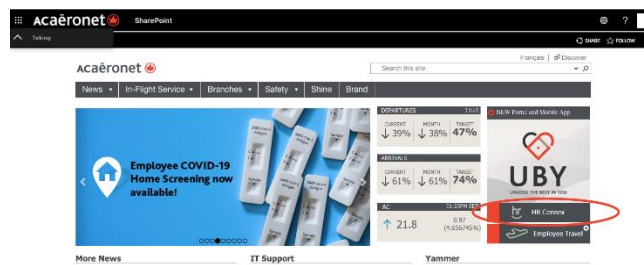 ACaëronet SharePoint
?
Talking:
SHARE FOLLOW
Français | Discover
ACaëronet
Search this site
News In-Flight Service Branches Safety Shine Brand
DEPARTURES
CURRENT MONTH TARGET
39% 38% 47%
NEW Portal and Mobile App
Employee COVID-19
Home Screening now
available!
ARRIVALS
CURRENT MONTH TARGET
61% 61% 74%
UBY
UNLOCK THE BEST IN YOU
AC
21.8
0.97
hr HR Connex
Employee Travel
More News IT Support Yammer